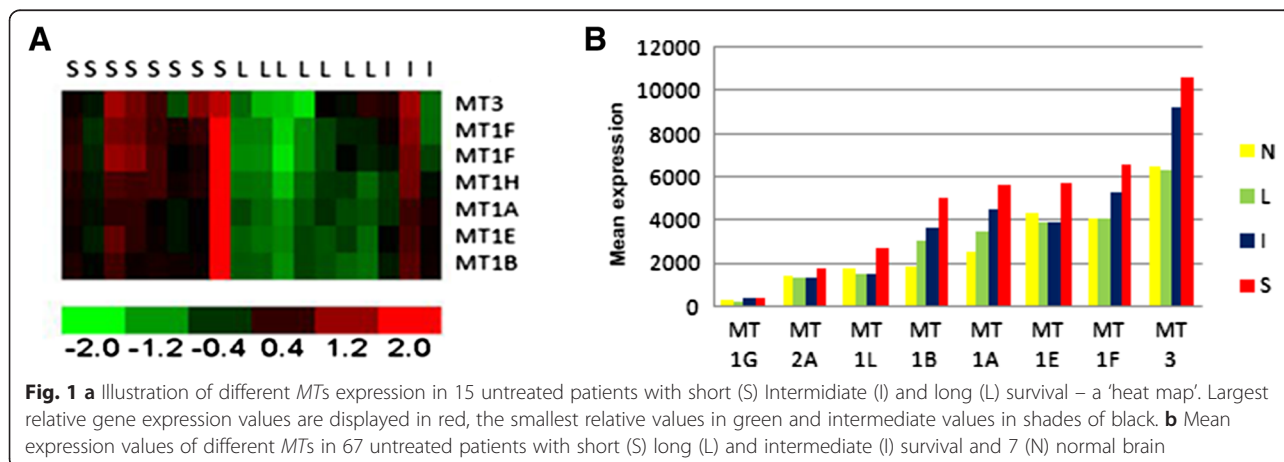 A
S S S S S S S S L L L L L L L I I I
MT3
MT1F
MT1F
MT1H
MT1A
MT1E
MT1B
-2.0 -1.2 -0.4 0.4 1.2 2.0
B
Mean expression
12000
10000
8000
6000
4000
2000
0
MT MT MT MT MT MT MT MT
1G 2A 1L 1B 1A 1E 1F 3
N
L
I
S
Fig. 1 a Illustration of different MTs expression in 15 untreated patients with short (S) Intermidiate (I) and long (L) survival – a ‘heat map’. Largest
relative gene expression values are displayed in red, the smallest relative values in green and intermediate values in shades of black. b Mean
expression values of different MTs in 67 untreated patients with short (S) long (L) and intermediate (I) survival and 7 (N) normal brain